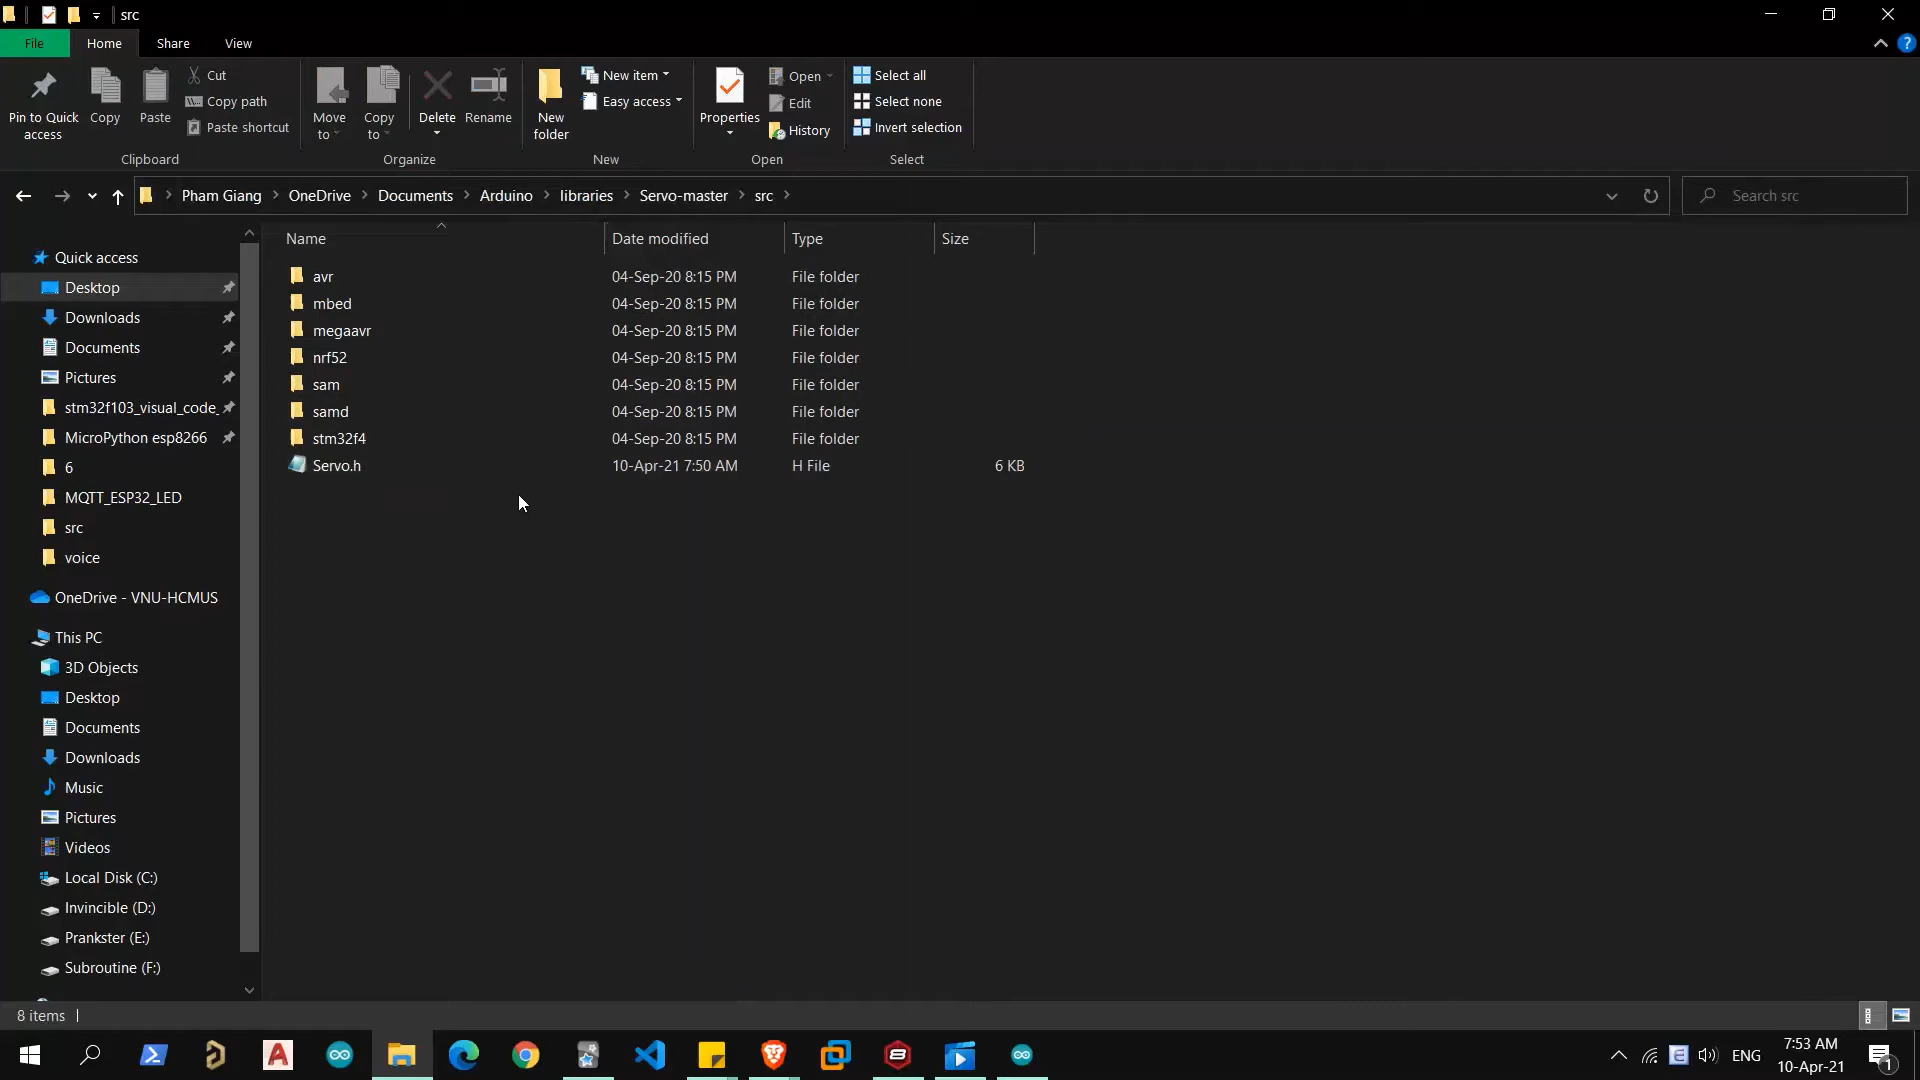 src
File
Home
Share
View
Pin to Quick access
Copy
Paste
Cut
Copy path
Paste shortcut
Clipboard
Move to
Copy to
Delete
Rename
Organize
New folder
New item
Easy access
New
Properties
Open
Edit
History
Open
Select all
Select none
Invert selection
Select
Pham Giang > OneDrive > Documents > Arduino > libraries > Servo-master > src >
Search src
Name
Date modified
Type
Size
avr 04-Sep-20 8:15 PM File folder
mbed 04-Sep-20 8:15 PM File folder
megaavr 04-Sep-20 8:15 PM File folder
nrf52 04-Sep-20 8:15 PM File folder
sam 04-Sep-20 8:15 PM File folder
samd 04-Sep-20 8:15 PM File folder
stm32f4 04-Sep-20 8:15 PM File folder
Servo.h 10-Apr-21 7:50 AM H File 6 KB
Quick access
Desktop
Downloads
Documents
Pictures
stm32f103_visual_code_
MicroPython esp8266
6
MQTT_ESP32_LED
src
voice
OneDrive - VNU-HCMUS
This PC
3D Objects
Desktop
Documents
Downloads
Music
Pictures
Videos
Local Disk (C:)
Invincible (D:)
Prankster (E:)
Subroutine (F:)
8 items
ENG
7:53 AM
10-Apr-21
1